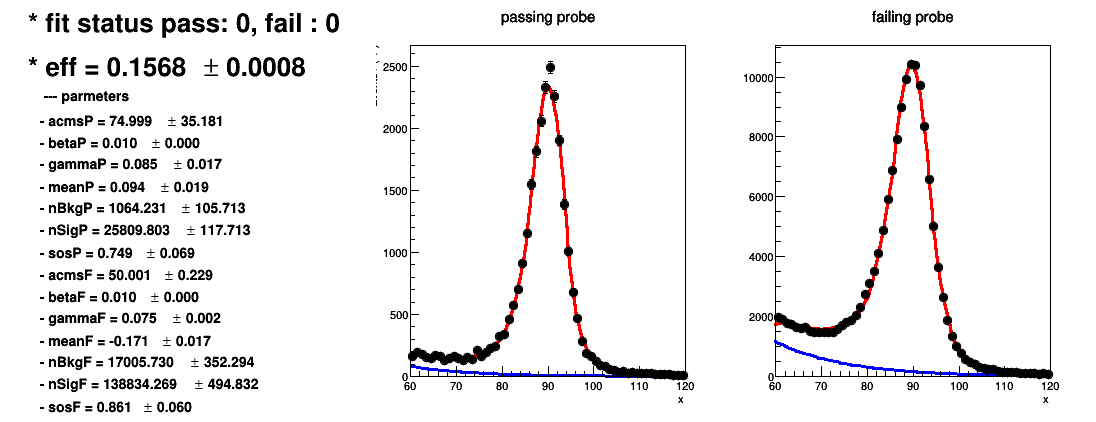 * fit status pass: 0, fail : 0
* eff = 0.1568 ± 0.0008
--- parmeters
- acmsP = 74.999 ± 35.181
- betaP = 0.010 ± 0.000
- gammaP = 0.085 ± 0.017
- meanP = 0.094 ± 0.019
- nBkgP = 1064.231 ± 105.713
- nSigP = 25809.803 ± 117.713
- sosP = 0.749 ± 0.069
- acmsF = 50.001 ± 0.229
- betaF = 0.010 ± 0.000
- gammaF = 0.075 ± 0.002
- meanF = -0.171 ± 0.017
- nBkgF = 17005.730 ± 352.294
- nSigF = 138834.269 ± 494.832
- sosF = 0.861 ± 0.060
passing probe
2500
2000
1500
1000
500
0
60 70 80 90 100 110 120
x
failing probe
10000
8000
6000
4000
2000
0
60 70 80 90 100 110 120
x